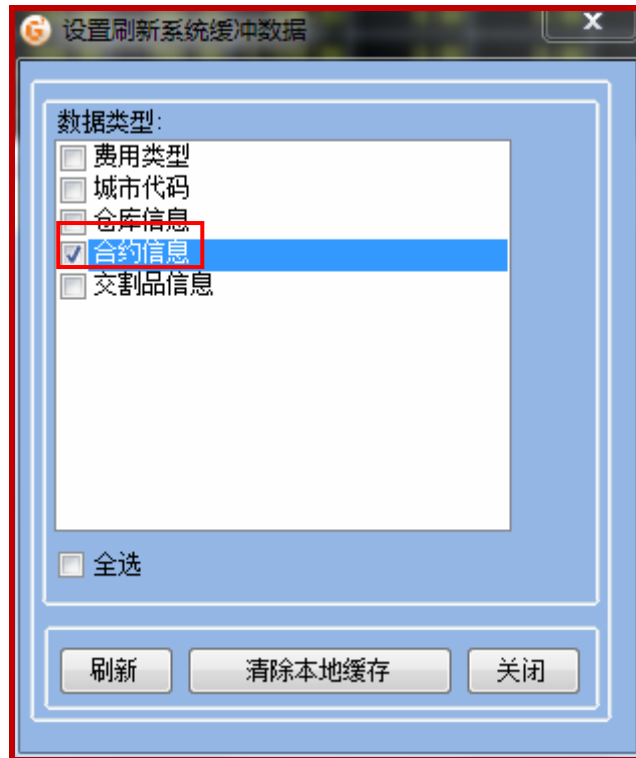 设置刷新系统缓冲数据
数据类型:
费用类型
城市代码
仓库信息
合约信息
交割品信息
全选
刷新 清除本地缓存 关闭